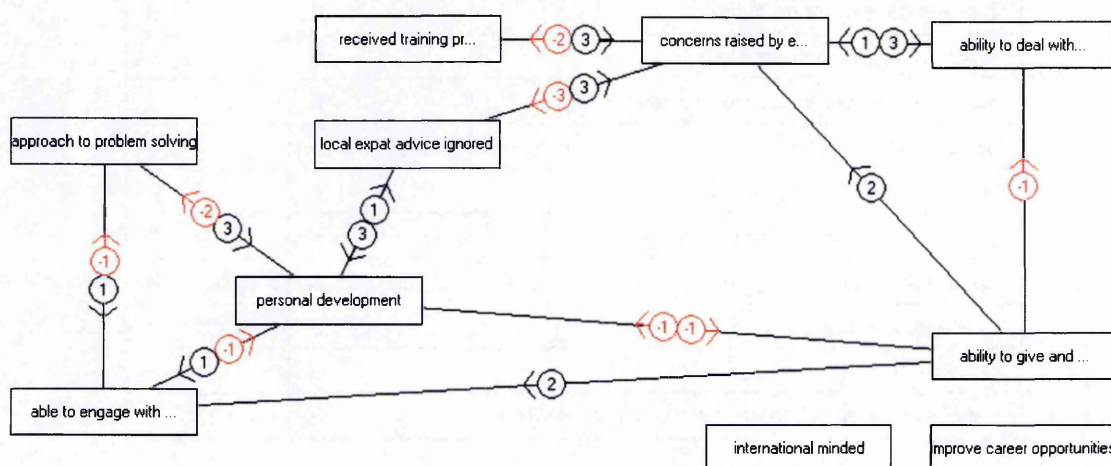 received training pr...
concerns raised by e...
ability to deal with...
-2 3
1 3
-3 3
approach to problem solving
local expat advice ignored
2
-1
-2
3
1
3
-1
1
personal development
1 -1
-1 -1
ability to give and ...
able to engage with ...
2
international minded
mprove career opportunities